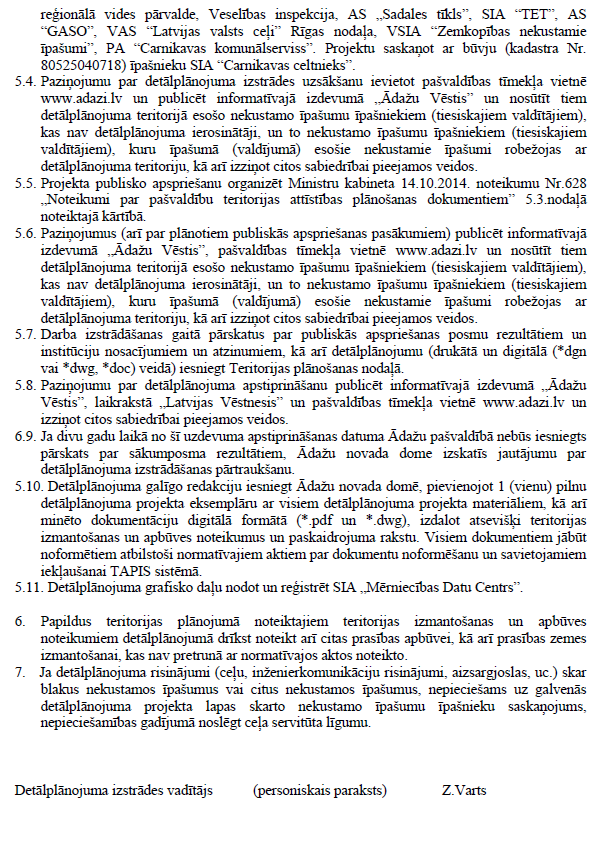 reģionālā vides pārvalde, Veselības inspekcija, AS „Sadales tīkls”, SIA “TET”, AS
“GASO”, VAS “Latvijas valsts ceļi” Rīgas nodaļa, VSIA “Zemkopības nekustamie
īpašumi”, PA “Carnikavas komunālserviss”. Projektu saskaņot ar būvju (kadastra Nr.
80525040718) īpašnieku SIA “Carnikavas celtnieks”.
5.4. Paziņojumu par detālplānojuma izstrādes uzsākšanu ievietot pašvaldības tīmekļa vietnē
www.adazi.lv un publicēt informatīvajā izdevumā „Ādažu Vēstis” un nosūtīt tiem
detālplānojuma teritorijā esošo nekustamo īpašumu īpašniekiem (tiesiskajiem valdītājiem),
kas nav detālplānojuma ierosinātāji, un to nekustamo īpašumu īpašniekiem (tiesiskajiem
valdītājiem), kuru īpašumā (valdījumā) esošie nekustamie īpašumi robežojas ar
detālplānojuma teritoriju, kā arī izziņot citos sabiedrībai pieejamos veidos.
5.5. Projekta publisko apspriešanu organizēt Ministru kabineta 14.10.2014. noteikumu Nr.628
„Noteikumi par pašvaldību teritorijas attīstības plānošanas dokumentiem” 5.3.nodaļā
noteiktajā kārtībā.
5.6. Paziņojumus (arī par plānotiem publiskās apspriešanas pasākumiem) publicēt informatīvajā
izdevumā „Ādažu Vēstis”, pašvaldības tīmekļa vietnē www.adazi.lv un nosūtīt tiem
detālplānojuma teritorijā esošo nekustamo īpašumu īpašniekiem (tiesiskajiem valdītājiem),
kas nav detālplānojuma ierosinātāji, un to nekustamo īpašumu īpašniekiem (tiesiskajiem
valdītājiem), kuru īpašumā (valdījumā) esošie nekustamie īpašumi robežojas ar
detālplānojuma teritoriju, kā arī izziņot citos sabiedrībai pieejamos veidos.
5.7. Darba izstrādāšanas gaitā pārskatus par publiskās apspriešanas posmu rezultātiem un
institūciju nosacījumiem un atzinumiem, kā arī detālplānojumu (drukātā un digitālā (*dgn
vai *dwg, *doc) veidā) iesniegt Teritorijas plānošanas nodaļā.
5.8. Paziņojumu par detālplānojuma apstiprināšanu publicēt informatīvajā izdevumā „Ādažu
Vēstis”, laikrakstā „Latvijas Vēstnesis” un pašvaldības tīmekļa vietnē www.adazi.lv un
izziņot citos sabiedrībai pieejamos veidos.
6.9. Ja divu gadu laikā no šī uzdevuma apstiprināšanas datuma Ādažu pašvaldībā nebūs iesniegts
pārskats par sākumposma rezultātiem, Ādažu novada dome izskatīs jautājumu par
detālplānojuma izstrādāšanas pārtraukšanu.
5.10. Detālplānojuma galīgo redakciju iesniegt Ādažu novada domē, pievienojot 1 (vienu) pilnu
detālplānojuma projekta eksemplāru ar visiem detālplānojuma projekta materiāliem, kā arī
minēto dokumentāciju digitālā formātā (*.pdf un *.dwg), izdalot atsevišķi teritorijas
izmantošanas un apbūves noteikumus un paskaidrojuma rakstu. Visiem dokumentiem jābūt
noformētiem atbilstoši normatīvajiem aktiem par dokumentu noformēšanu un savietojamiem
iekļaušanai TAPIS sistēmā.
5.11. Detālplānojuma grafisko daļu nodot un reģistrēt SIA „Mērniecības Datu Centrs”.
6. Papildus teritorijas plānojumā noteiktajiem teritorijas izmantošanas un apbūves
noteikumiem detālplānojumā drīkst noteikt arī citas prasības apbūvei, kā arī prasības zemes
izmantošanai, kas nav pretrunā ar normatīvajos aktos noteikto.
7. Ja detālplānojuma risinājumi (ceļu, inženierkomunikāciju risinājumi, aizsargjoslas, uc.) skar
blakus nekustamos īpašumus vai citus nekustamos īpašumus, nepieciešams uz galvenās
detālplānojuma projekta lapas skarto nekustamo īpašumu īpašnieku saskaņojums,
nepieciešamības gadījumā noslēgt ceļa servitūta līgumu.
Detālplānojuma izstrādes vadītājs (personiskais paraksts) Z.Varts